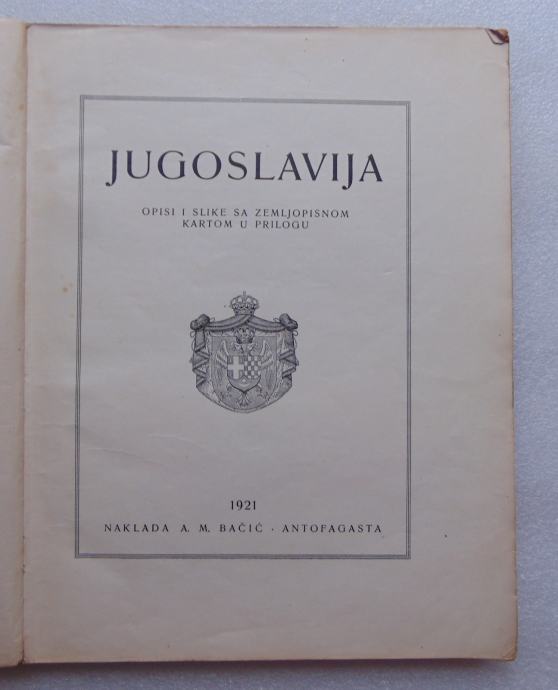 JUGOSLAVIJA
OPISI I SLIKE SA ZEMLJOPISNOM
KARTOM U PRILOGU
1921
NAKLADA A. M. BAČIĆ · ANTOFAGASTA